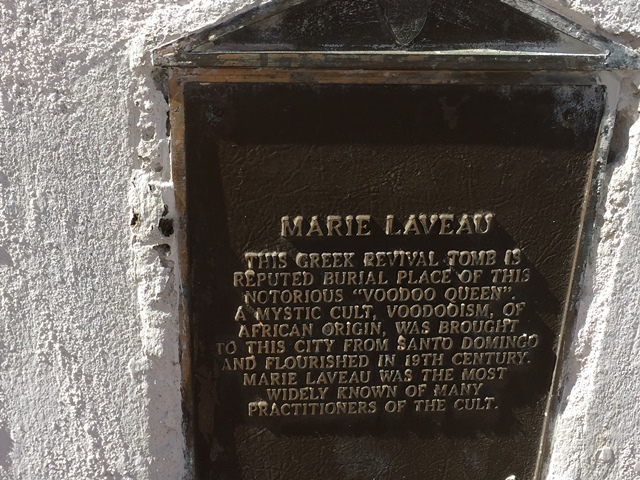 MARIE LAVEAU
THIS GREEK REVIVAL TOMB IS
REPUTED BURIAL PLACE OF THIS
NOTORIOUS "VOODOO QUEEN".
A MYSTIC CULT, VOODOOISM, OF
AFRICAN ORIGIN, WAS BROUGHT
TO THIS CITY FROM SANTO DOMINGO
AND FLOURISHED IN 19TH CENTURY.
MARIE LAVEAU WAS THE MOST
WIDELY KNOWN OF MANY
PRACTITIONERS OF THE CULT.